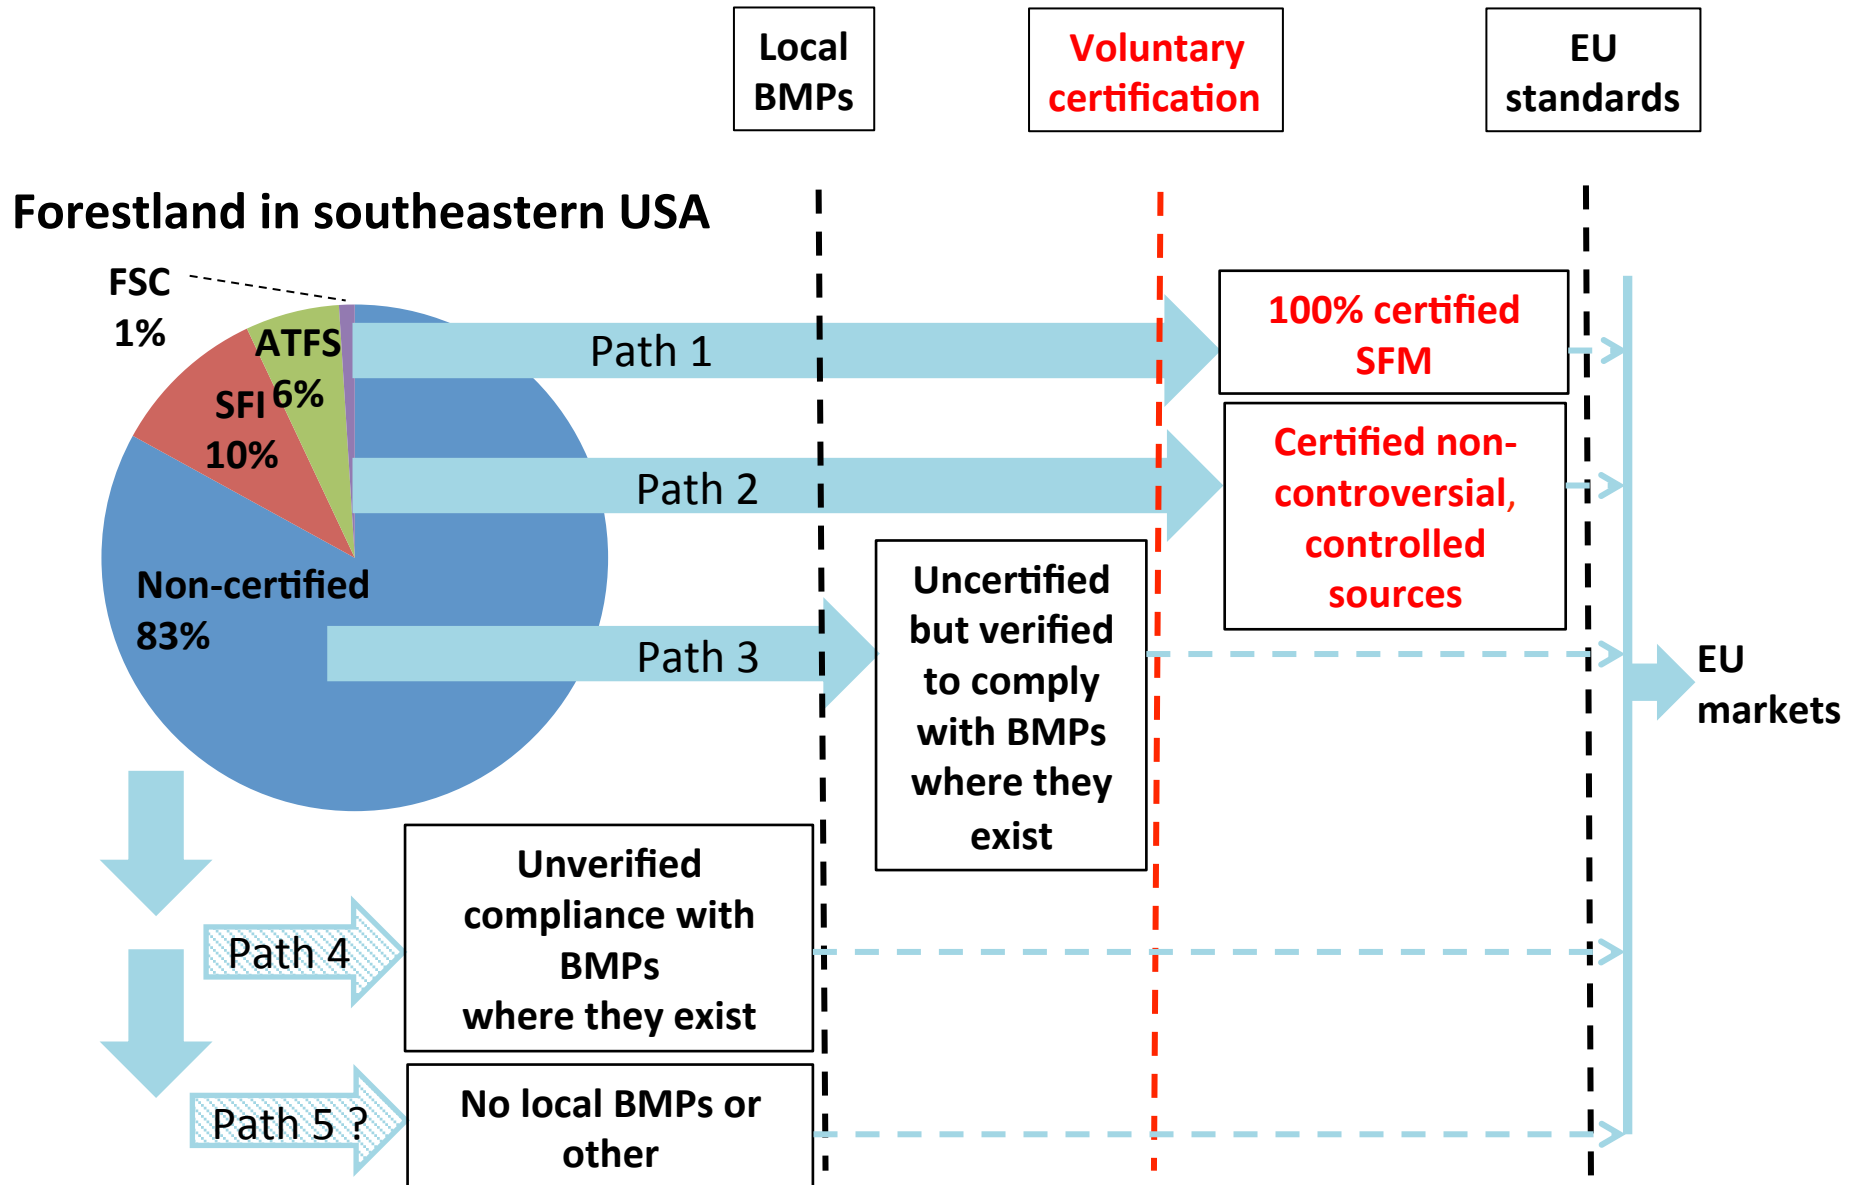 Local
BMPs
Voluntary
certification
EU
standards
Forestland in southeastern USA
FSC
1%
ATFS
6%
SFI
10%
Non-certified
83%
Path 1
100% certified
SFM
Path 2
Certified non-
controversial,
controlled
sources
Path 3
Uncertified
but verified
to comply
with BMPs
where they
exist
EU
markets
Path 4
Unverified
compliance with
BMPs
where they exist
Path 5 ?
No local BMPs or
other